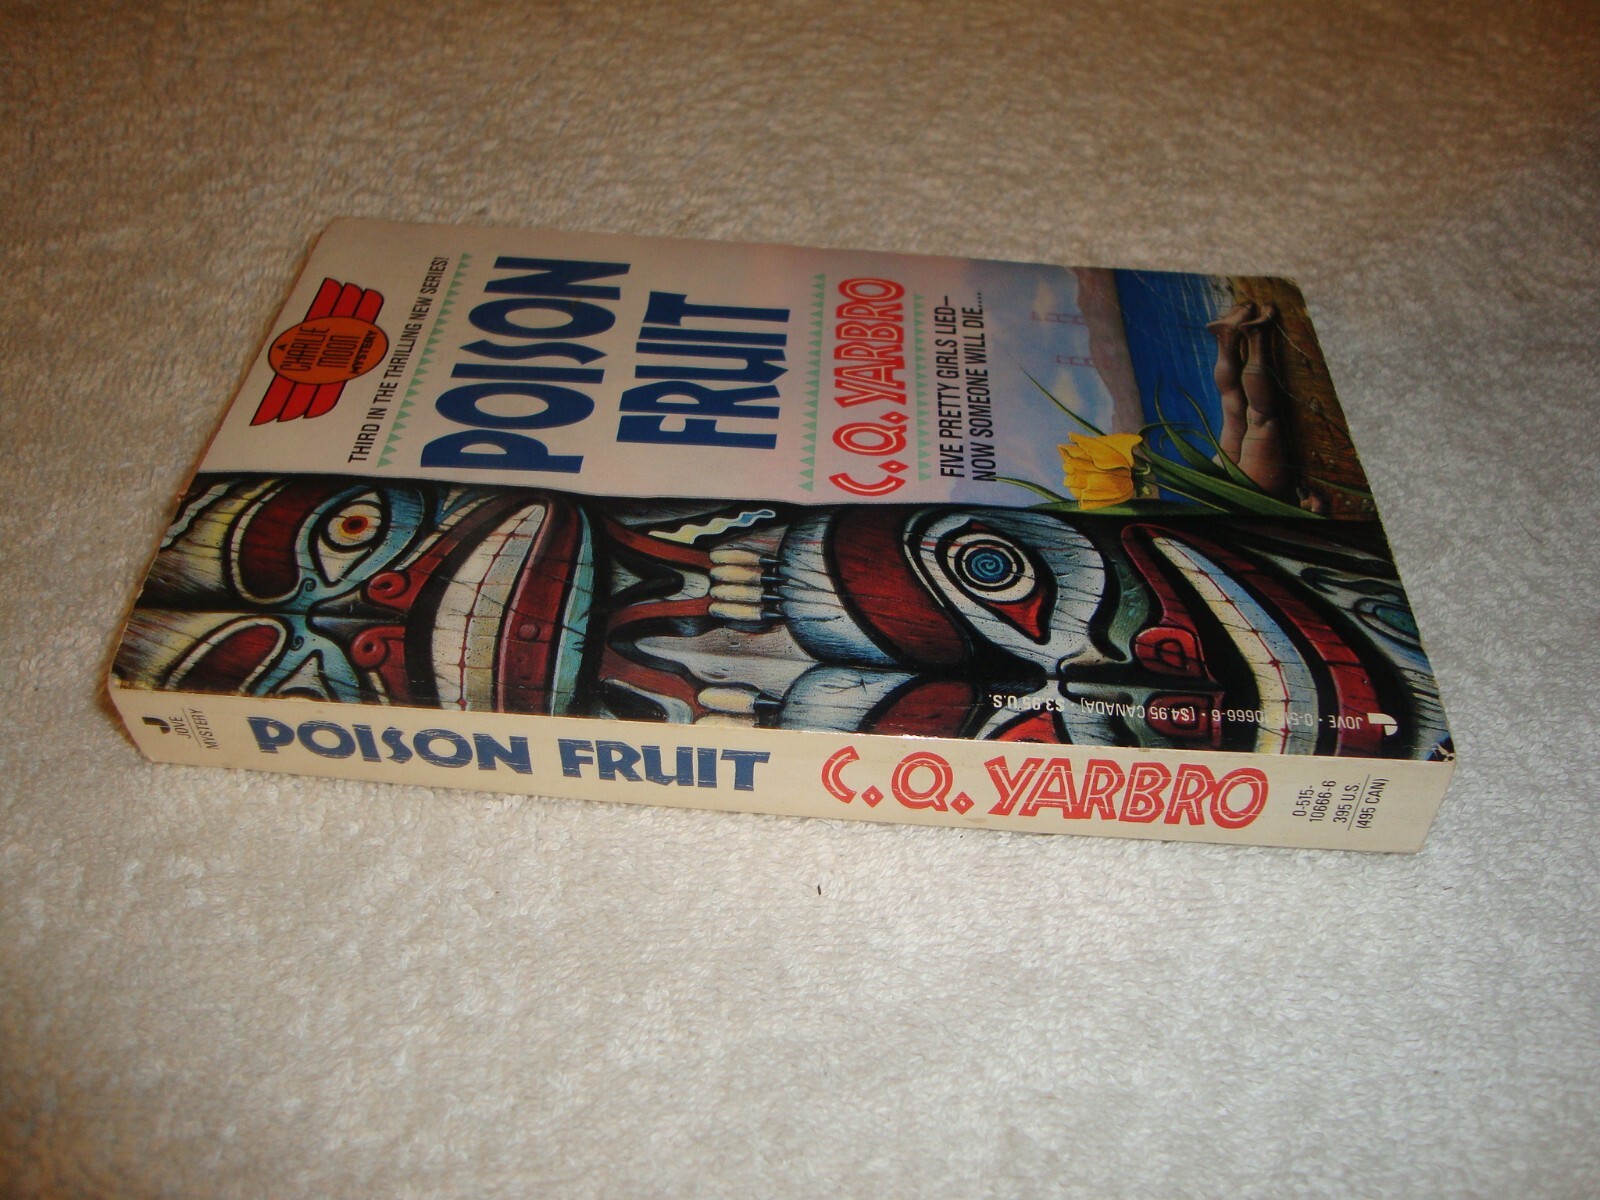 A
CHARLIE
MOON
MYSTERY
THIRD IN THE THRILLING NEW SERIES!
POISON
FRUIT
C.Q. YARBRO
FIVE PRETTY GIRLS LIED—
NOW SOMEONE WILL DIE....
JOVE • 0-515-10666-6 • [$4.95 CANADA] • $3.95 U.S.
J
JOVE
MYSTERY
POISON FRUIT
C.Q. YARBRO
0-515-
10666-6
395 U.S.
(495 CAN)